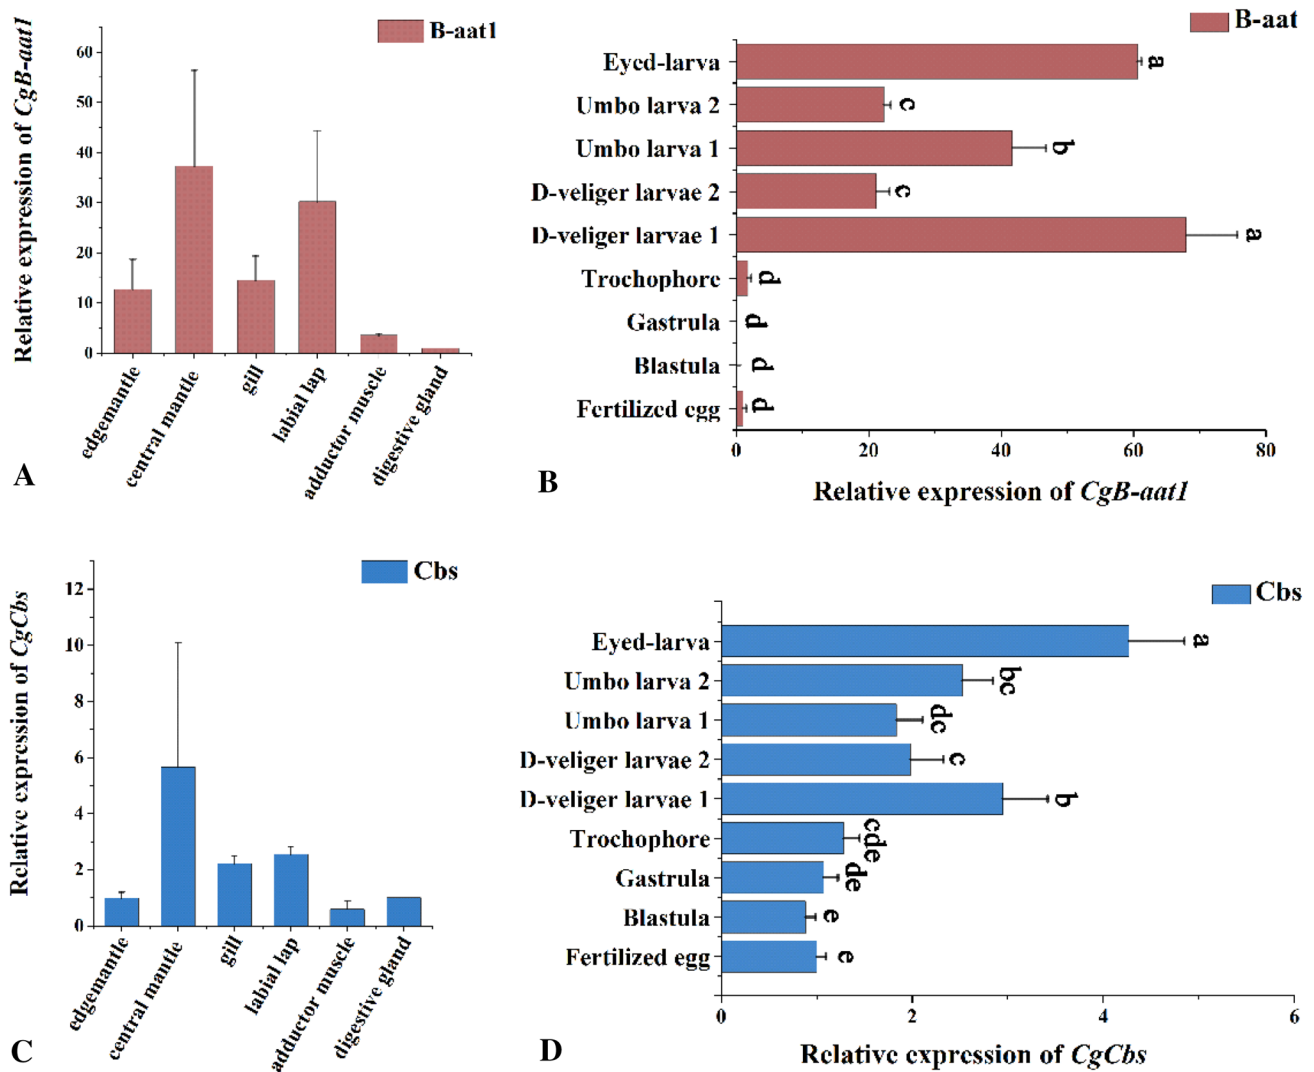 B-aat1
Relative expression of CgB-aat1
60
50
40
30
20
10
0
edgemantle
central mantle
gill
labial lap
adductor muscle
digestive gland
A
B-aat
Eyed-larva
a
Umbo larva 2
c
Umbo larva 1
b
D-veliger larvae 2
c
D-veliger larvae 1
a
Trochophore
d
Gastrula
d
Blastula
d
Fertilized egg
d
0 20 40 60 80
Relative expression of CgB-aat1
B
Cbs
Relative expression of CgCbs
12
10
8
6
4
2
0
edgemantle
central mantle
gill
labial lap
adductor muscle
digestive gland
C
Cbs
Eyed-larva
a
Umbo larva 2
bc
Umbo larva 1
dc
D-veliger larvae 2
c
D-veliger larvae 1
b
Trochophore
cde
Gastrula
de
Blastula
e
Fertilized egg
e
0 2 4 6
Relative expression of CgCbs
D